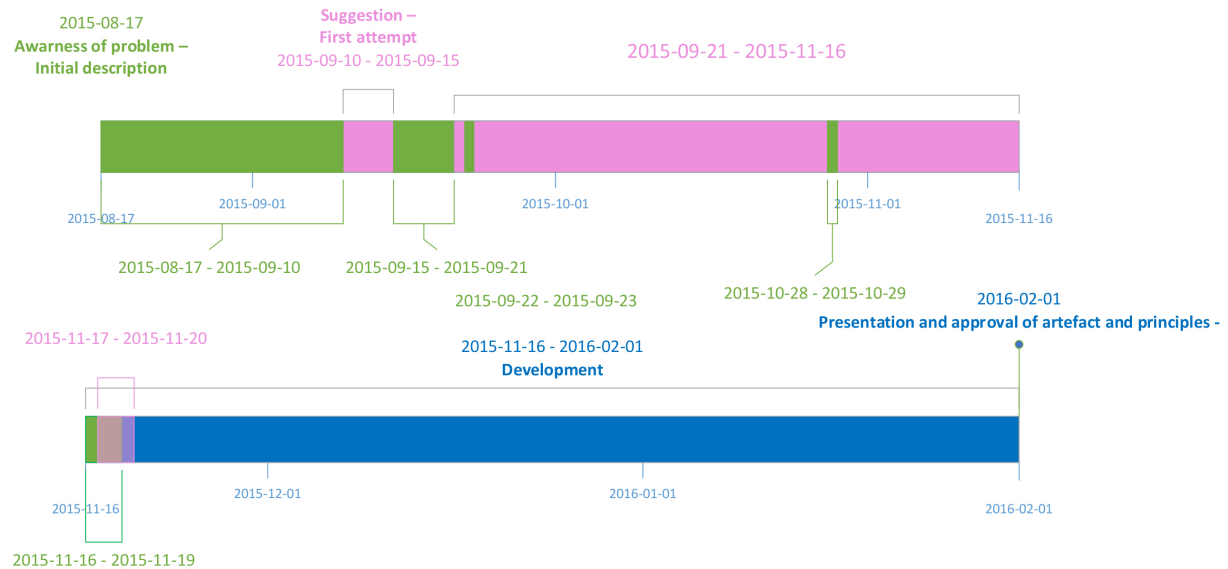 2015-08-17
Awarness of problem –
Initial description
Suggestion –
First attempt
2015-09-10 - 2015-09-15
2015-09-21 - 2015-11-16
2015-08-17
2015-09-01
2015-10-01
2015-11-01
2015-11-16
2015-08-17 - 2015-09-10
2015-09-15 - 2015-09-21
2015-09-22 - 2015-09-23
2015-10-28 - 2015-10-29
2016-02-01
Presentation and approval of artefact and principles -
2015-11-17 - 2015-11-20
2015-11-16 - 2016-02-01
Development
2015-11-16
2015-12-01
2016-01-01
2016-02-01
2015-11-16 - 2015-11-19